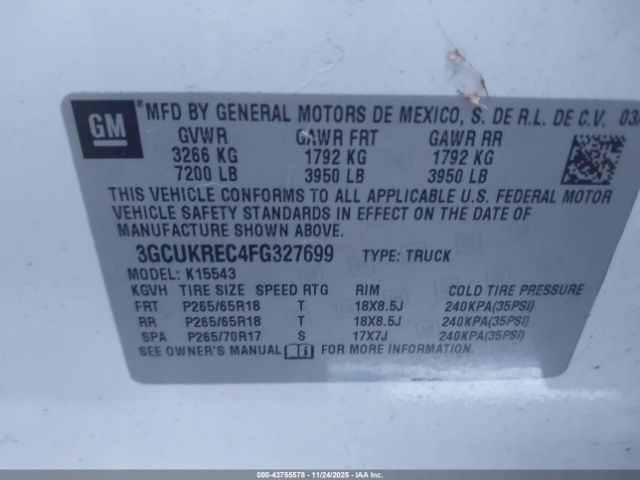 GM ® MFD BY GENERAL MOTORS DE MEXICO, S. DE R.L. DE C.V. 03/
GVWR GAWR FRT GAWR RR
3266 KG 1792 KG 1792 KG
7200 LB 3950 LB 3950 LB
THIS VEHICLE CONFORMS TO ALL APPLICABLE U.S. FEDERAL MOTOR
VEHICLE SAFETY STANDARDS IN EFFECT ON THE DATE OF
MANUFACTURE SHOWN ABOVE.
3GCUKREC4FG327699 TYPE: TRUCK
MODEL: K15543
KGVH TIRE SIZE SPEED RTG RIM COLD TIRE PRESSURE
FRT P265/65R18 T 18X8.5J 240KPA(35PSI)
RR P265/65R18 T 18X8.5J 240KPA(35PSI)
SPA P265/70R17 S 17X7J 240KPA(35PSI)
SEE OWNER'S MANUAL FOR MORE INFORMATION.
000-43755578 - 11/24/2025 - IAAI.com